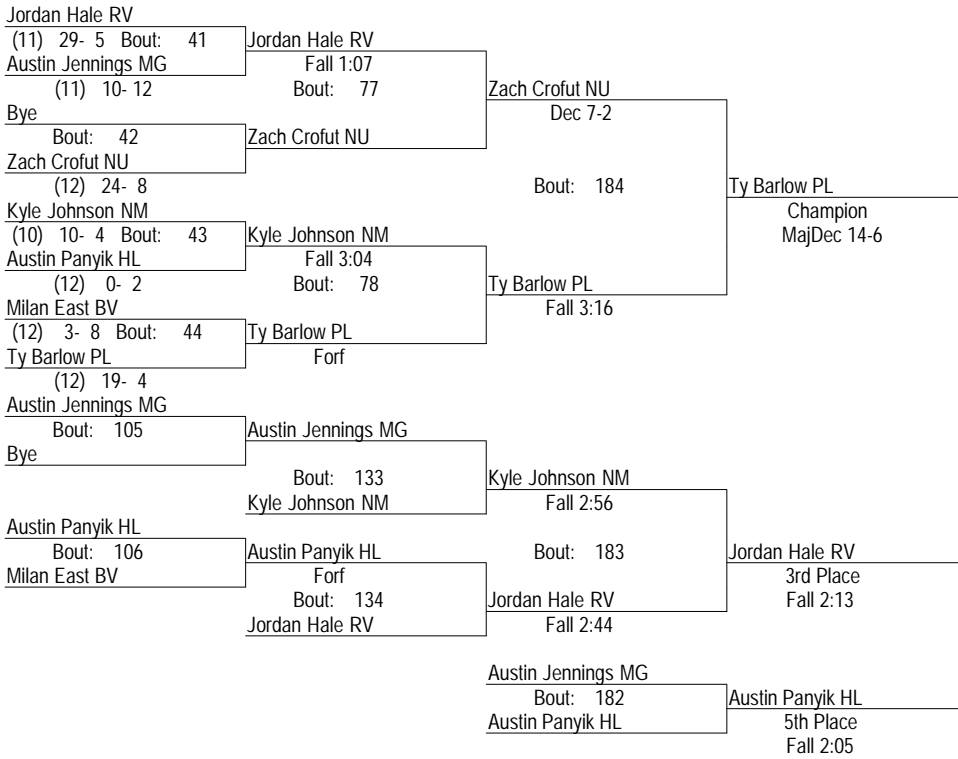 Jordan Hale RV
(11) 29- 5 Bout: 41
Jordan Hale RV
Austin Jennings MG
Fall 1:07
(11) 10- 12
Bout: 77
Zach Crofut NU
Bye
Dec 7-2
Bout: 42
Zach Crofut NU
Zach Crofut NU
(12) 24- 8
Bout: 184
Ty Barlow PL
Kyle Johnson NM
Champion
(10) 10- 4 Bout: 43
Kyle Johnson NM
MajDec 14-6
Austin Panyik HL
Fall 3:04
(12) 0- 2
Bout: 78
Ty Barlow PL
Milan East BV
Fall 3:16
(12) 3- 8 Bout: 44
Ty Barlow PL
Ty Barlow PL
Forf
(12) 19- 4
Austin Jennings MG
Bout: 105
Austin Jennings MG
Bye
Bout: 133
Kyle Johnson NM
Kyle Johnson NM
Fall 2:56
Austin Panyik HL
Bout: 106
Austin Panyik HL
Bout: 183
Jordan Hale RV
Milan East BV
Forf
3rd Place
Bout: 134
Jordan Hale RV
Fall 2:13
Jordan Hale RV
Fall 2:44
Austin Jennings MG
Bout: 182
Austin Panyik HL
Austin Panyik HL
5th Place
Fall 2:05